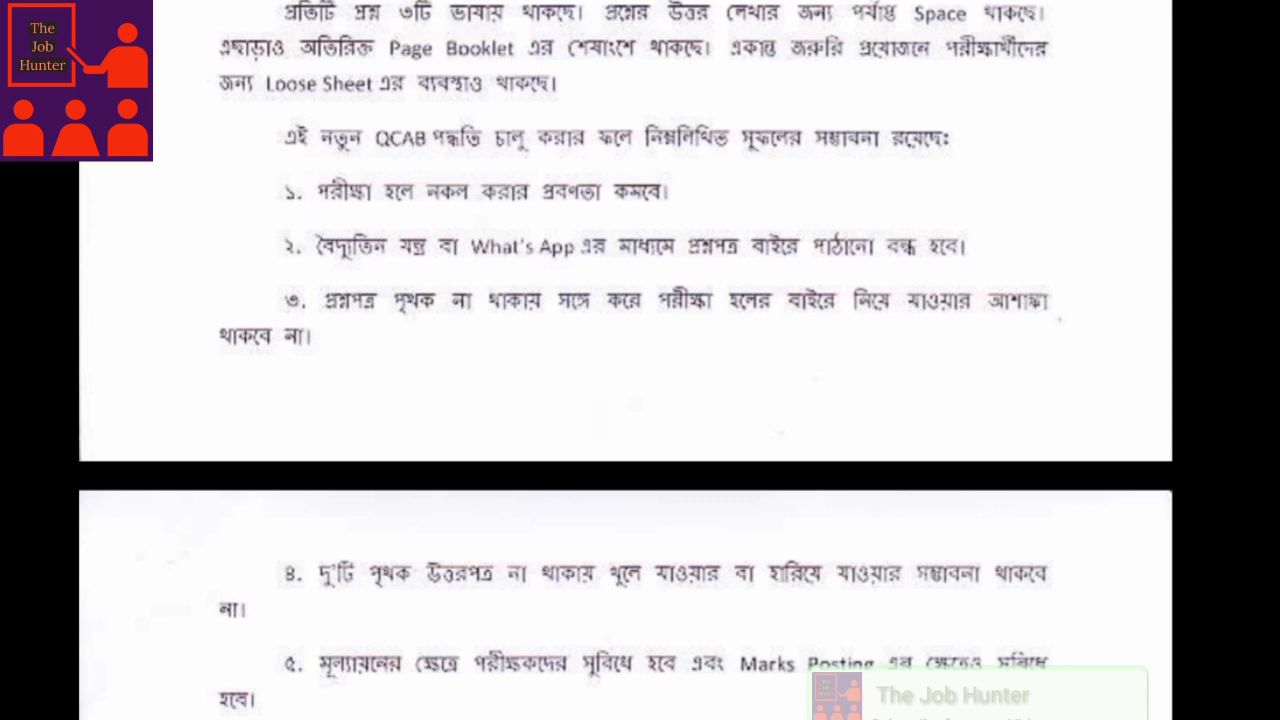 The
Job
Hunter
প্রতিটি প্রশ্ন ৩টি ভাষায় থাকছে। প্রশ্নের উত্তর লেখার জন্য পর্যাপ্ত Space থাকছে।
এছাড়াও অতিরিক্ত Page Booklet এর শেষাংশে থাকছে। একান্ত জরুরি প্রয়োজনে পরীক্ষার্থীদের
জন্য Loose Sheet এর ব্যবস্থাও থাকছে।
এই নতুন QCAB পদ্ধতি চালু করার ফলে নিম্নলিখিত সুফলের সম্ভাবনা রয়েছেঃ
১. পরীক্ষা হলে নকল করার প্রবণতা কমবে।
২. বৈদ্যুতিন যন্ত্র বা What's App এর মাধ্যমে প্রশ্নপত্র বাইরে পাঠানো বন্ধ হবে।
৩. প্রশ্নপত্র পৃথক না থাকায় সঙ্গে করে পরীক্ষা হলের বাইরে নিয়ে যাওয়ার আশাঙ্কা
থাকবে না।
৪. দু'টি পৃথক উত্তরপত্র না থাকায় খুলে যাওয়ার বা হারিয়ে যাওয়ার সম্ভাবনা থাকবে
না।
৫. মূল্যায়নের ক্ষেত্রে পরীক্ষকদের সুবিধে হবে এবং Marks Posting এর ক্ষেত্রেও সুবিধে
হবে।
The Job Hunter